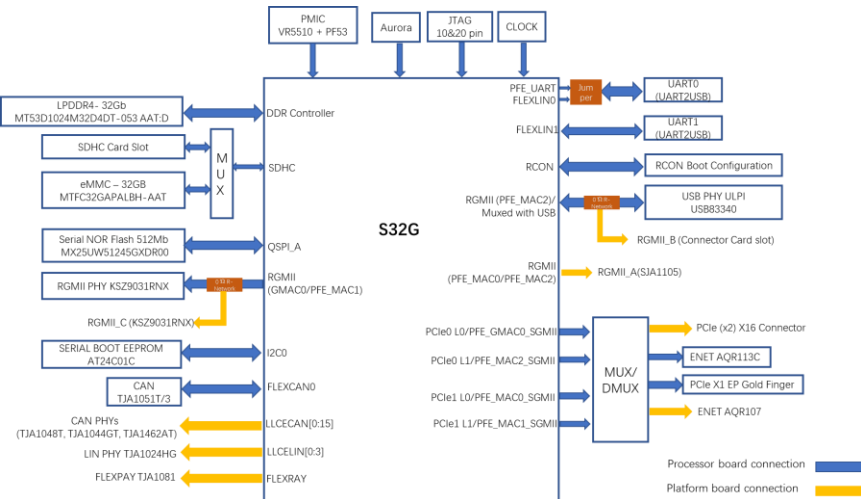 PMIC
VR5510 + PF53
Aurora
JTAG
10&20 pin
CLOCK
LPDDR4- 32Gb
MT53D1024M32D4DT-053 AAT:D
DDR Controller
SDHC Card Slot
MUX
SDHC
eMMC – 32GB
MTFC32GAPALBH-AAT
Serial NOR Flash 512Mb
MX25UW51245GXDR00
QSPI_A
RGMII PHY KSZ9031RNX
RGMII
(GMAC0/PFE_MAC1)
RGMII_C (KSZ9031RNX)
SERIAL BOOT EEPROM
AT24C01C
I2C0
CAN
TJA1051T/3
FLEXCAN0
CAN PHYs
(TJA1048T, TJA1044GT, TJA1462AT)
LLCECAN[0:15]
LIN PHY TJA1024HG
LLCELIN[0:3]
FLEXPAY TJA1081
FLEXRAY
S32G
PFE_UART
FLEXLIN0
Jum
per
UART0
(UART2USB)
FLEXLIN1
UART1
(UART2USB)
RCON
RCON Boot Configuration
RGMII (PFE_MAC2)/
Muxed with USB
USB PHY ULPI
USB83340
RGMII_B (Connector Card slot)
RGMII
(PFE_MAC0/PFE_MAC2)
RGMII_A(SJA1105)
PCIe0 L0/PFE_GMAC0_SGMII
PCIe0 L1/PFE_MAC2_SGMII
PCIe1 L0/PFE_MAC0_SGMII
PCIe1 L1/PFE_MAC1_SGMII
MUX/
DMUX
PCIe (x2) X16 Connector
ENET AQR113C
PCIe X1 EP Gold Finger
ENET AQR107
Processor board connection
Platform board connection